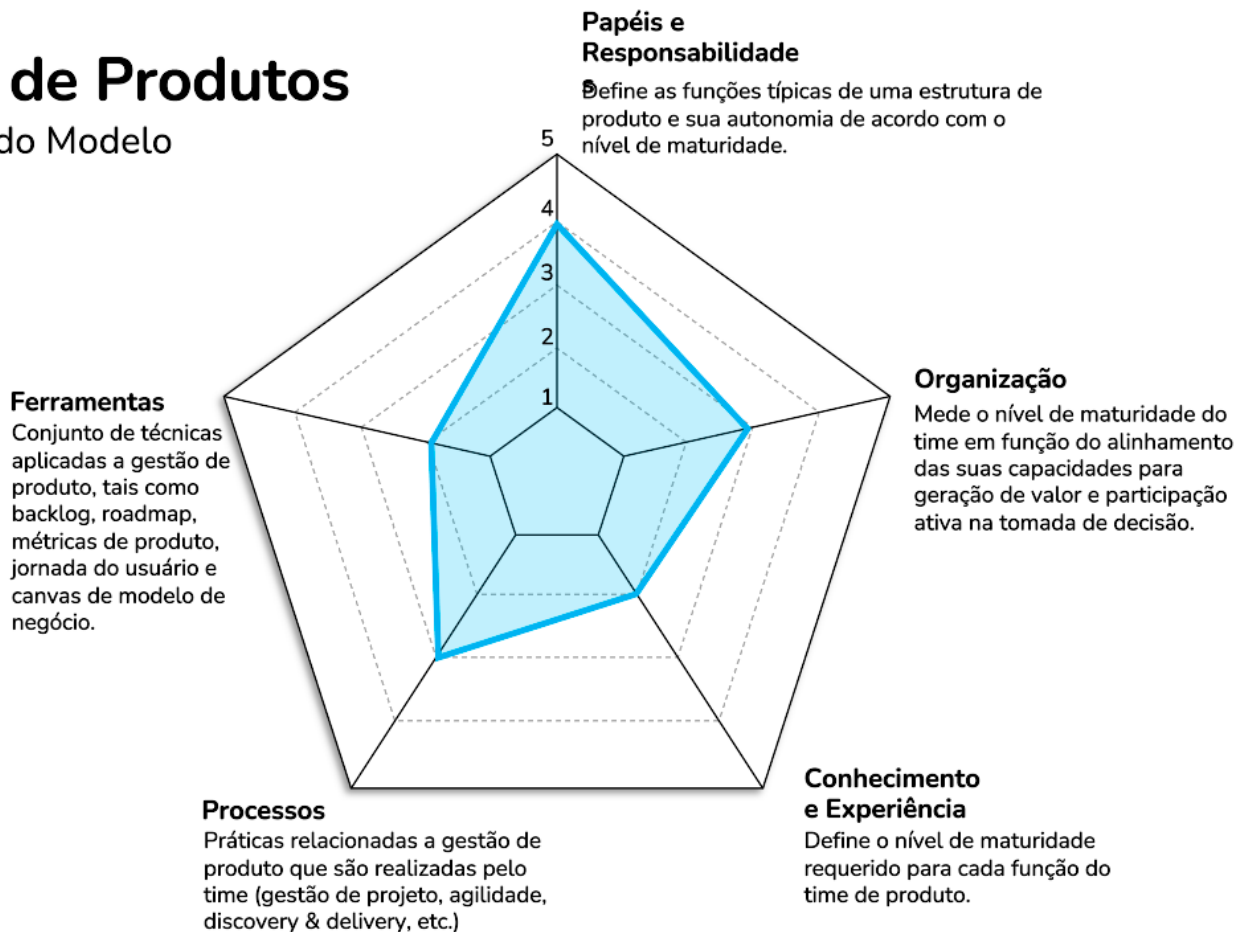 de Produtos
do Modelo
Papéis e
Responsabilidade
s
Define as funções típicas de uma estrutura de
produto e sua autonomia de acordo com o
nível de maturidade.
5
4
3
2
1
Organização
Mede o nível de maturidade do
time em função do alinhamento
das suas capacidades para
geração de valor e participação
ativa na tomada de decisão.
Ferramentas
Conjunto de técnicas
aplicadas a gestão de
produto, tais como
backlog, roadmap,
métricas de produto,
jornada do usuário e
canvas de modelo de
negócio.
Conhecimento
e Experiência
Define o nível de maturidade
requerido para cada função do
time de produto.
Processos
Práticas relacionadas a gestão de
produto que são realizadas pelo
time (gestão de projeto, agilidade,
discovery & delivery, etc.)